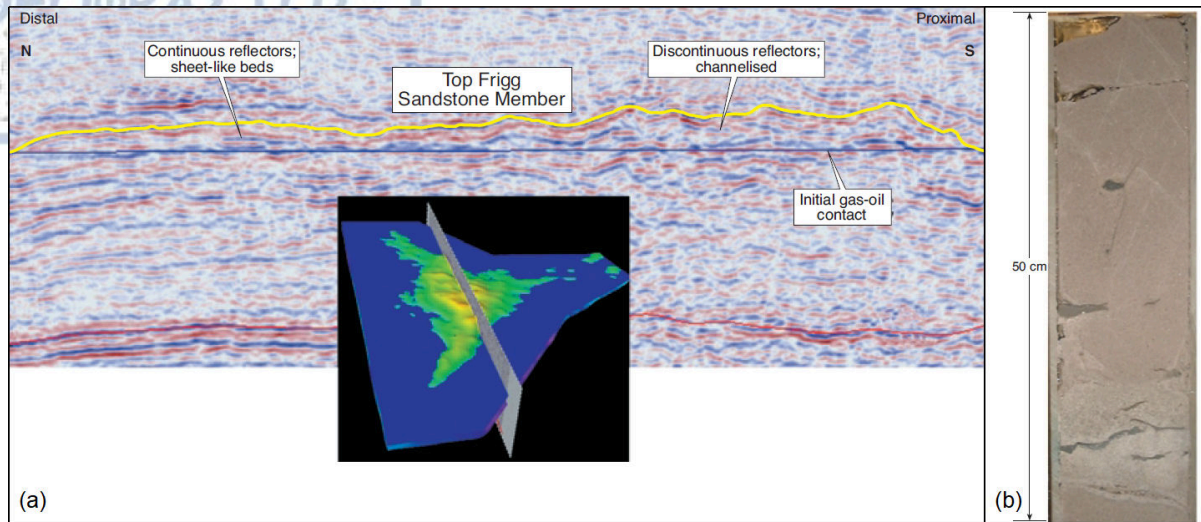 Distal
Proximal
N
S
Continuous reflectors;
sheet-like beds
Discontinuous reflectors;
channelised
Top Frigg
Sandstone Member
Initial gas-oil
contact
50 cm
(a)
(b)